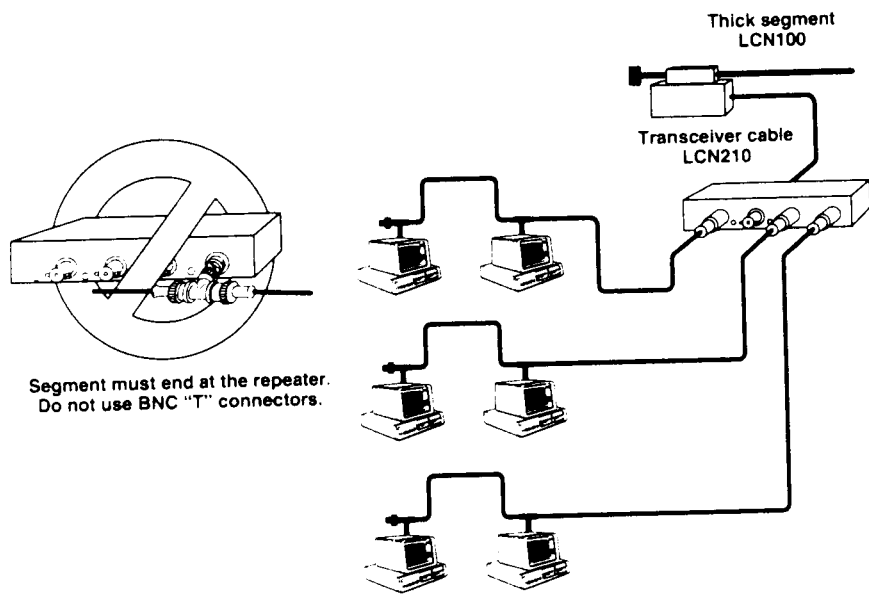 Thick segment
LCN100
Transceiver cable
LCN210
Segment must end at the repeater.
Do not use BNC "T" connectors.